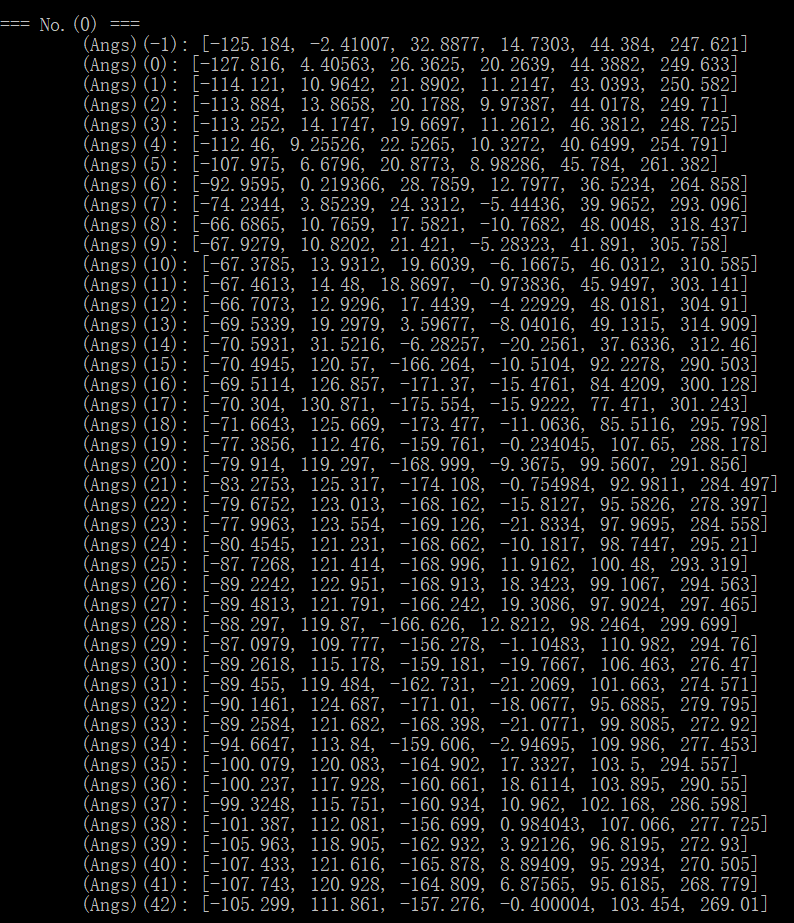 === No.(0) ===
(Angs)(-1): [-125.184, -2.41007, 32.8877, 14.7303, 44.384, 247.621]
(Angs)(0): [-127.816, 4.40563, 26.3625, 20.2639, 44.3882, 249.633]
(Angs)(1): [-114.121, 10.9642, 21.8902, 11.2147, 43.0393, 250.582]
(Angs)(2): [-113.884, 13.8658, 20.1788, 9.97387, 44.0178, 249.71]
(Angs)(3): [-113.252, 14.1747, 19.6697, 11.2612, 46.3812, 248.725]
(Angs)(4): [-112.46, 9.25526, 22.5265, 10.3272, 40.6499, 254.791]
(Angs)(5): [-107.975, 6.6796, 20.8773, 8.98286, 45.784, 261.382]
(Angs)(6): [-92.9595, 0.219366, 28.7859, 12.7977, 36.5234, 264.858]
(Angs)(7): [-74.2344, 3.85239, 24.3312, -5.44436, 39.9652, 293.096]
(Angs)(8): [-66.6865, 10.7659, 17.5821, -10.7682, 48.0048, 318.437]
(Angs)(9): [-67.9279, 10.8202, 21.421, -5.28323, 41.891, 305.758]
(Angs)(10): [-67.3785, 13.9312, 19.6039, -6.16675, 46.0312, 310.585]
(Angs)(11): [-67.4613, 14.48, 18.8697, -0.973836, 45.9497, 303.141]
(Angs)(12): [-66.7073, 12.9296, 17.4439, -4.22929, 48.0181, 304.91]
(Angs)(13): [-69.5339, 19.2979, 3.59677, -8.04016, 49.1315, 314.909]
(Angs)(14): [-70.5931, 31.5216, -6.28257, -20.2561, 37.6336, 312.46]
(Angs)(15): [-70.4945, 120.57, -166.264, -10.5104, 92.2278, 290.503]
(Angs)(16): [-69.5114, 126.857, -171.37, -15.4761, 84.4209, 300.128]
(Angs)(17): [-70.304, 130.871, -175.554, -15.9222, 77.471, 301.243]
(Angs)(18): [-71.6643, 125.669, -173.477, -11.0636, 85.5116, 295.798]
(Angs)(19): [-77.3856, 112.476, -159.761, -0.234045, 107.65, 288.178]
(Angs)(20): [-79.914, 119.297, -168.999, -9.3675, 99.5607, 291.856]
(Angs)(21): [-83.2753, 125.317, -174.108, -0.754984, 92.9811, 284.497]
(Angs)(22): [-79.6752, 123.013, -168.162, -15.8127, 95.5826, 278.397]
(Angs)(23): [-77.9963, 123.554, -169.126, -21.8334, 97.9695, 284.558]
(Angs)(24): [-80.4545, 121.231, -168.662, -10.1817, 98.7447, 295.21]
(Angs)(25): [-87.7268, 121.414, -168.996, 11.9162, 100.48, 293.319]
(Angs)(26): [-89.2242, 122.951, -168.913, 18.3423, 99.1067, 294.563]
(Angs)(27): [-89.4813, 121.791, -166.242, 19.3086, 97.9024, 297.465]
(Angs)(28): [-88.297, 119.87, -166.626, 12.8212, 98.2464, 299.699]
(Angs)(29): [-87.0979, 109.777, -156.278, -1.10483, 110.982, 294.76]
(Angs)(30): [-89.2618, 115.178, -159.181, -19.7667, 106.463, 276.47]
(Angs)(31): [-89.455, 119.484, -162.731, -21.2069, 101.663, 274.571]
(Angs)(32): [-90.1461, 124.687, -171.01, -18.0677, 95.6885, 279.795]
(Angs)(33): [-89.2584, 121.682, -168.398, -21.0771, 99.8085, 272.92]
(Angs)(34): [-94.6647, 113.84, -159.606, -2.94695, 109.986, 277.453]
(Angs)(35): [-100.079, 120.083, -164.902, 17.3327, 103.5, 294.557]
(Angs)(36): [-100.237, 117.928, -160.661, 18.6114, 103.895, 290.55]
(Angs)(37): [-99.3248, 115.751, -160.934, 10.962, 102.168, 286.598]
(Angs)(38): [-101.387, 112.081, -156.699, 0.984043, 107.066, 277.725]
(Angs)(39): [-105.963, 118.905, -162.932, 3.92126, 96.8195, 272.93]
(Angs)(40): [-107.433, 121.616, -165.878, 8.89409, 95.2934, 270.505]
(Angs)(41): [-107.743, 120.928, -164.809, 6.87565, 95.6185, 268.779]
(Angs)(42): [-105.299, 111.861, -157.276, -0.400004, 103.454, 269.01]